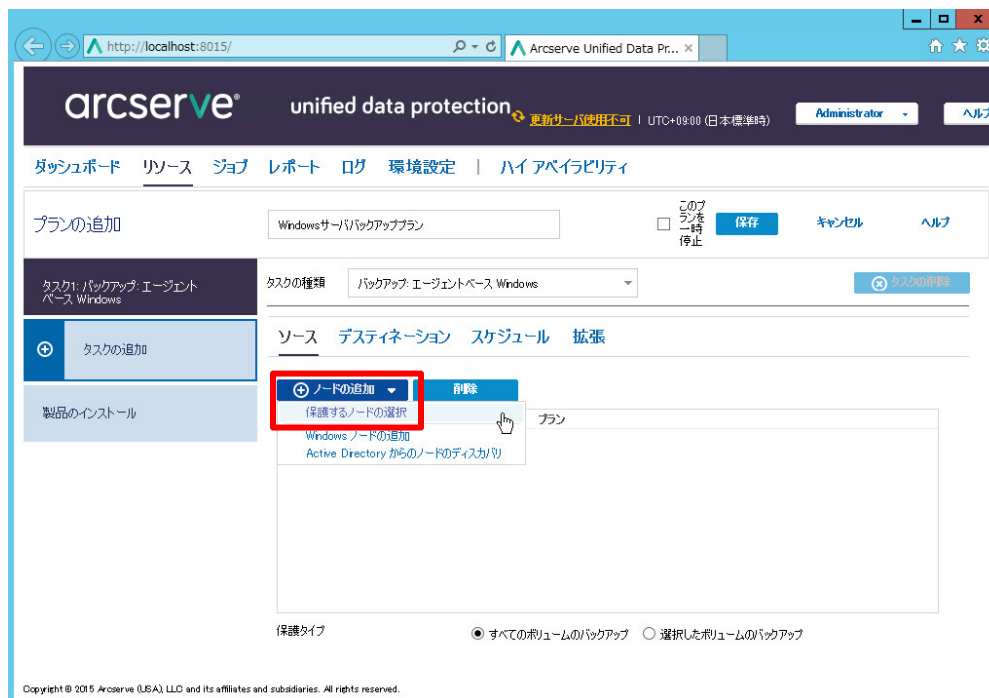 http://localhost:8015/
Arcserve Unified Data Pr... ×
arcserve® unified data protection 更新サーバ使用不可 | UTC+09:00 (日本標準時) Administrator ヘルプ
ダッシュボード リソース ジョブ レポート ログ 環境設定 | ハイ アベイラビリティ
プランの追加
Windowsサーババックアッププラン
このプ
ランを
一時
停止
保存 キャンセル ヘルプ
タスク1: バックアップ: エージェント
ベース Windows
タスクの種類 バックアップ: エージェントベース Windows
タスクの削除
タスクの追加
製品のインストール
ソース デスティネーション スケジュール 拡張
ノードの追加 削除
保護するノードの選択
プラン
Windows ノードの追加
Active Directory からのノードのディスカバリ
保護タイプ すべてのボリュームのバックアップ 選択したボリュームのバックアップ
Copyright © 2015 Arcserve (USA), LLC and its affiliates and subsidiaries. All rights reserved.